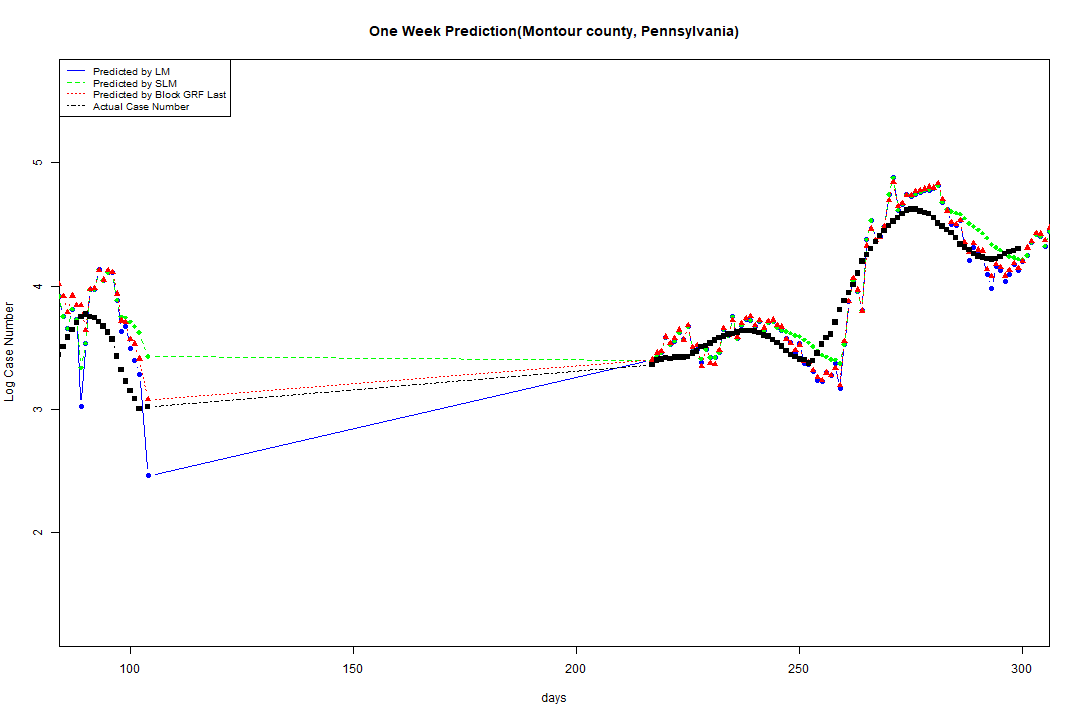 One Week Prediction(Montour county, Pennsylvania)
Predicted by LM
Predicted by SLM
Predicted by Block GRF Last
Actual Case Number
5
4
3
2
Log Case Number
100 150 200 250 300
days